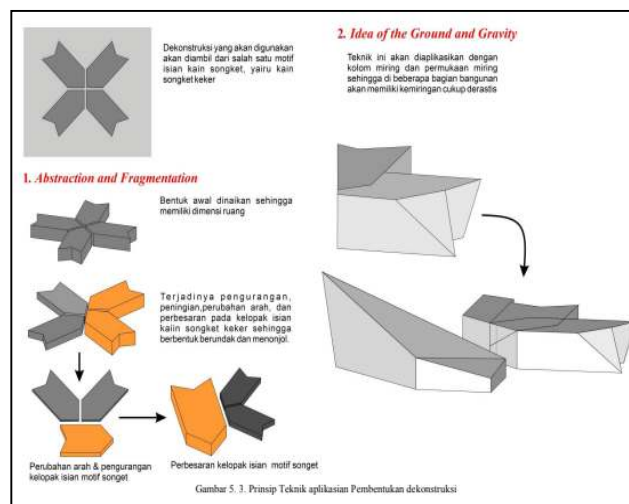 Dekonstruksi yang akan digunakan
akan diambil dari salah satu motif
isian kain songket, yairu kain
songket keker
1. Abstraction and Fragmentation
Bentuk awal dinaikan sehingga
memiliki dimensi ruang
Terjadinya pengurangan,
peningian,perubahan arah, dan
perbesaran pada kelopak isian
kaiin songket keker sehingga
berbentuk berundak dan menonjol.
Perubahan arah & pengurangan
kelopak isian motif songet
Perbesaran kelopak isian motif songet
2. Idea of the Ground and Gravity
Teknik ini akan diaplikasikan dengan
kolom miring dan permukaan miring
sehingga di beberapa bagian bangunan
akan memiliki kemiringan cukup derastis
Gambar 5. 3. Prinsip Teknik aplikasian Pembentukan dekonstruksi